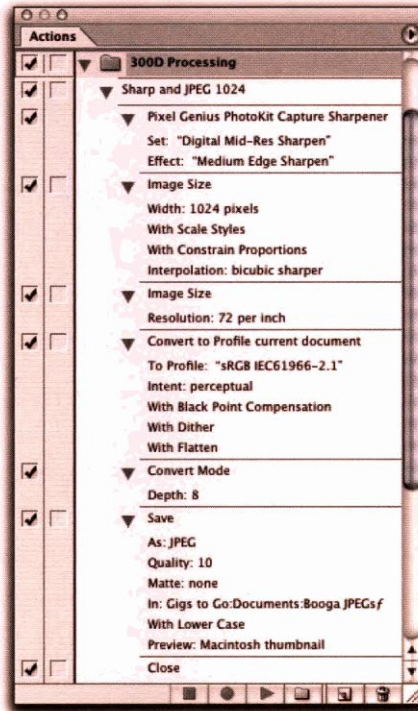 Actions
300D Processing
Sharp and JPEG 1024
Pixel Genius PhotoKit Capture Sharpener
Set: "Digital Mid-Res Sharpen"
Effect: "Medium Edge Sharpen"
Image Size
Width: 1024 pixels
With Scale Styles
With Constrain Proportions
Interpolation: bicubic sharper
Image Size
Resolution: 72 per inch
Convert to Profile current document
To Profile: "sRGB IEC61966-2.1"
Intent: perceptual
With Black Point Compensation
With Dither
With Flatten
Convert Mode
Depth: 8
Save
As: JPEG
Quality: 10
Matte: none
In: Gigs to Go:Documents:Booga JPEGsƒ
With Lower Case
Preview: Macintosh thumbnail
Close